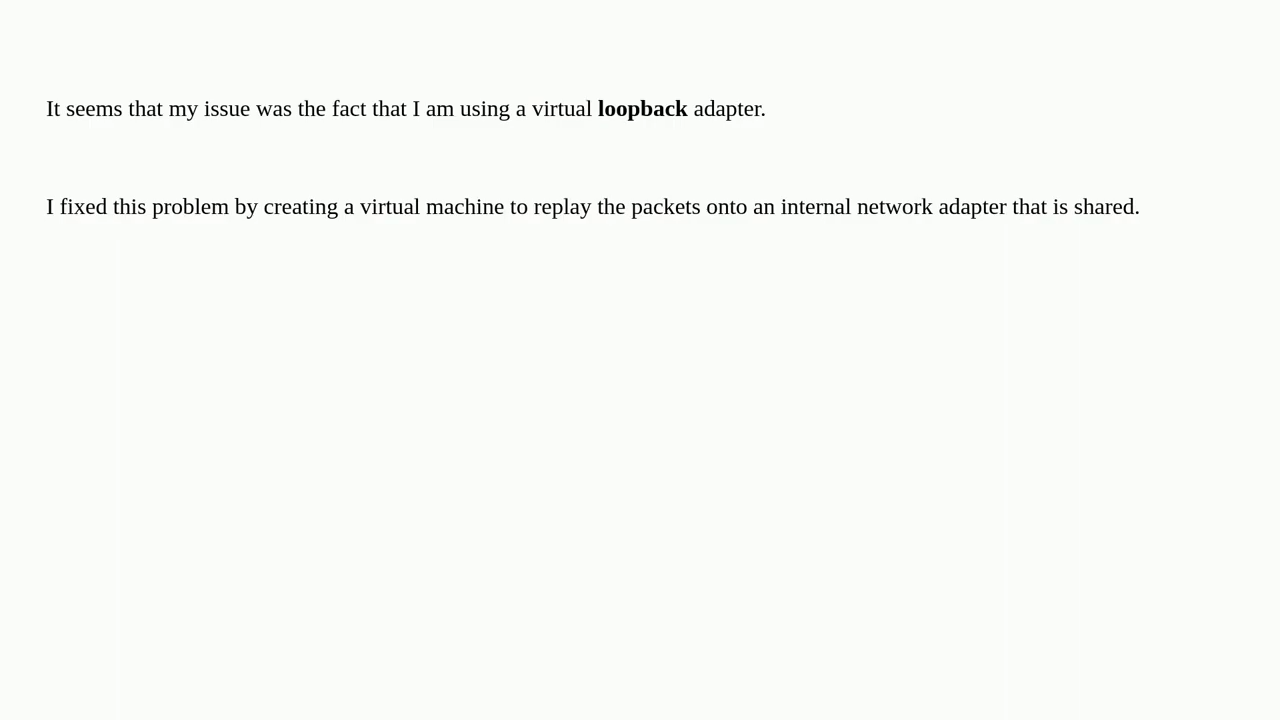 It seems that my issue was the fact that I am using a virtual loopback adapter.
I fixed this problem by creating a virtual machine to replay the packets onto an internal network adapter that is shared.